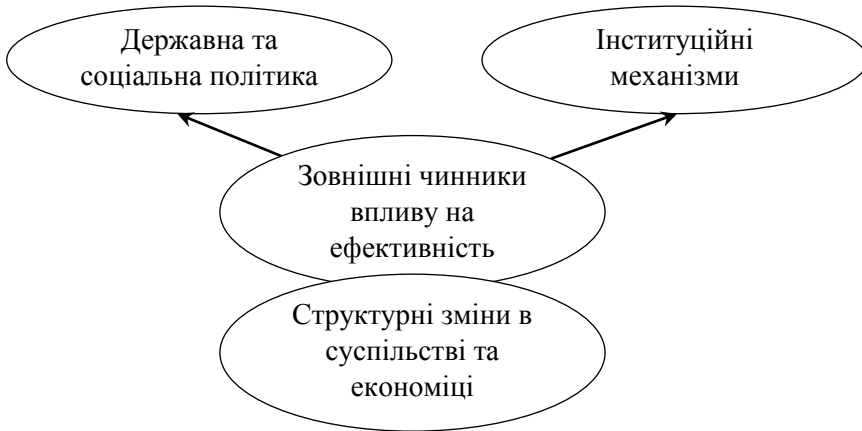 Державна та
соціальна політика
Інституційні
механізми
Зовнішні чинники
впливу на
ефективність
Структурні зміни в
суспільстві та
економіці